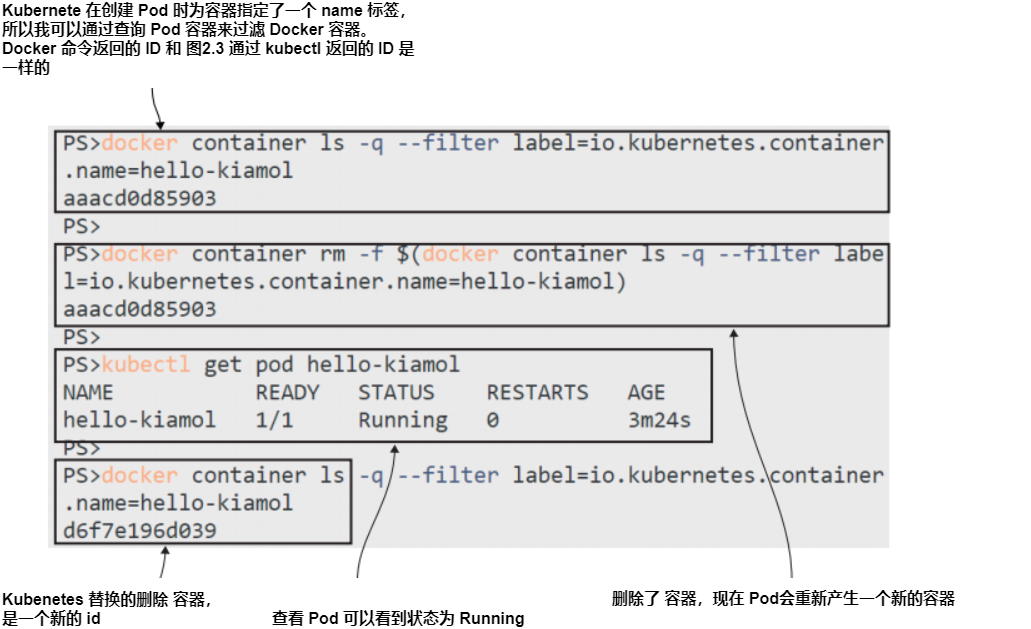 Kubernete 在创建 Pod 时为容器指定了一个 name 标签，
所以我可以通过查询 Pod 容器来过滤 Docker 容器。
Docker 命令返回的 ID 和 图2.3 通过 kubectl 返回的 ID 是
一样的
PS>docker container ls -q --filter label=io.kubernetes.container
.name=hello-kiamol
aaacd0d85903
PS>
PS>docker container rm -f $(docker container ls -q --filter labe
l=io.kubernetes.container.name=hello-kiamol)
aaacd0d85903
PS>
PS>kubectl get pod hello-kiamol
NAME READY STATUS RESTARTS AGE
hello-kiamol 1/1 Running 0 3m24s
PS>
PS>docker container ls -q --filter label=io.kubernetes.container
.name=hello-kiamol
d6f7e196d039
Kubenetes 替换的删除 容器，
是一个新的 id
查看 Pod 可以看到状态为 Running
删除了 容器，现在 Pod会重新产生一个新的容器